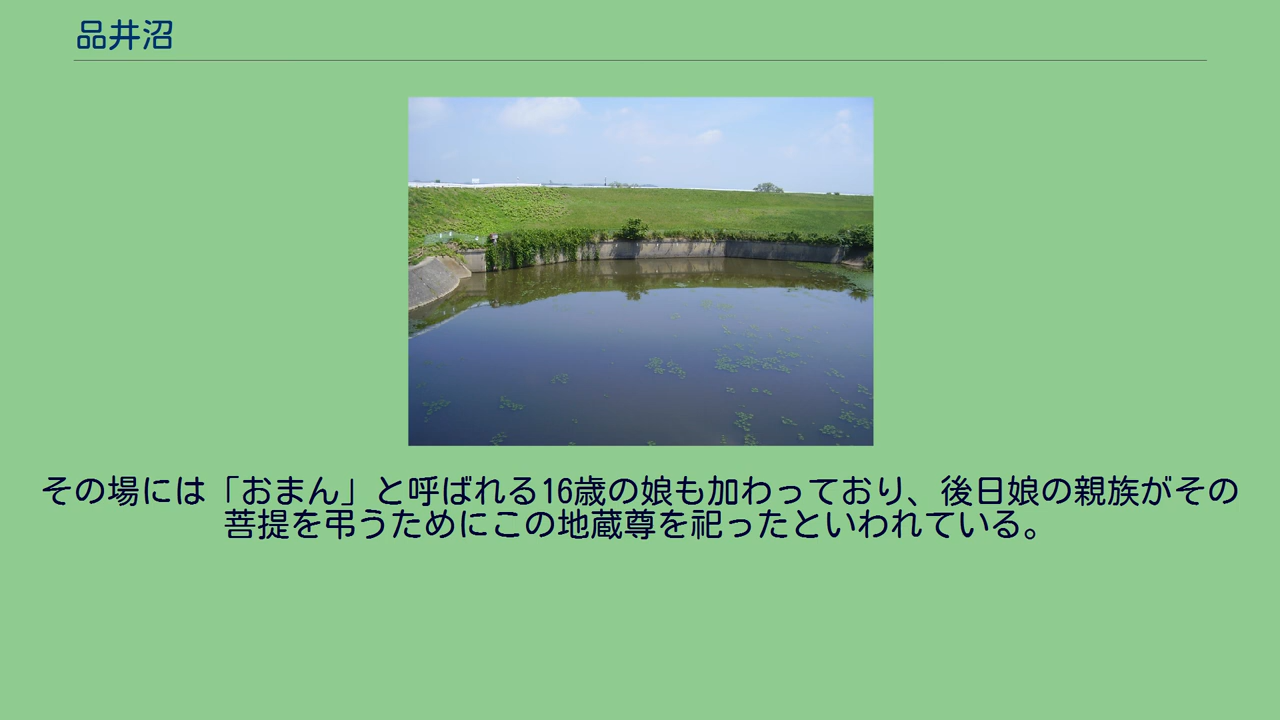 品井沼
その場には「おまん」と呼ばれる16歳の娘も加わっており、後日娘の親族がその
菩提を弔うためにこの地蔵尊を祀ったといわれている。